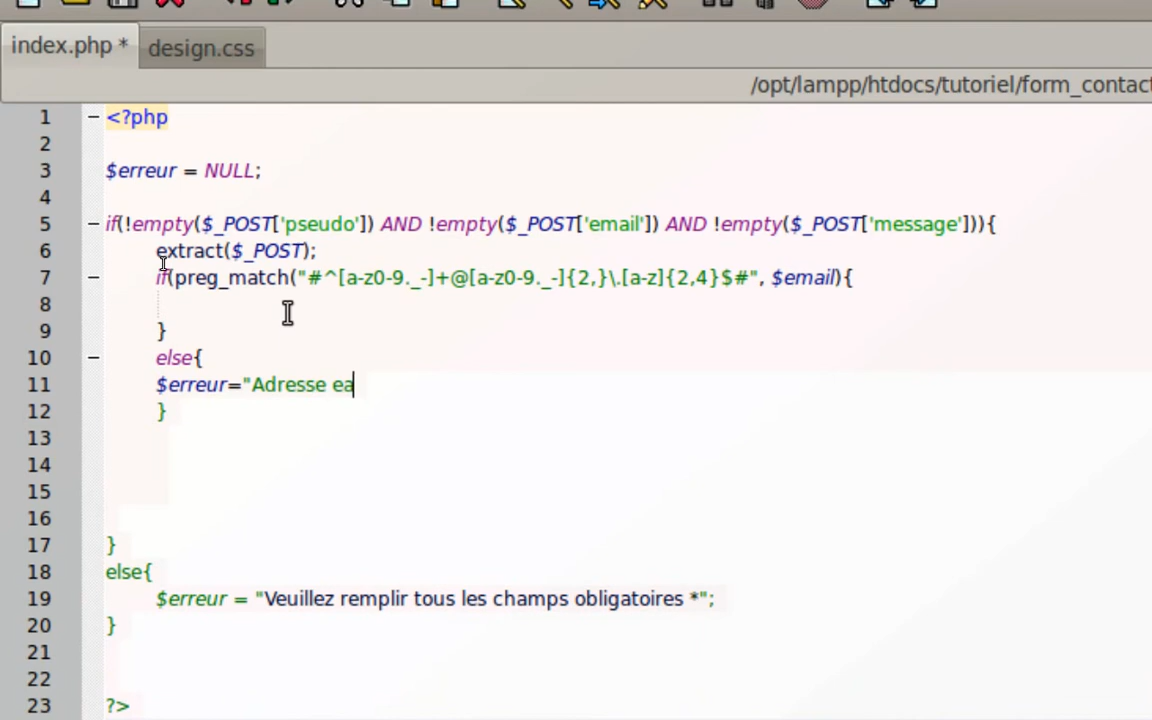 index.php *
design.css
/opt/lampp/htdocs/tutoriel/form_contact
1 <?php
2
3 $erreur = NULL;
4
5 if(!empty($_POST['pseudo']) AND !empty($_POST['email']) AND !empty($_POST['message'])){
6 extract($_POST);
7 if(preg_match("#^[a-z0-9._-]+@[a-z0-9._-]{2,}\.[a-z]{2,4}$#", $email){
8
9 }
10 else{
11 $erreur="Adresse ea
12 }
13
14
15
16
17 }
18 else{
19 $erreur = "Veuillez remplir tous les champs obligatoires *";
20 }
21
22
23 ?>